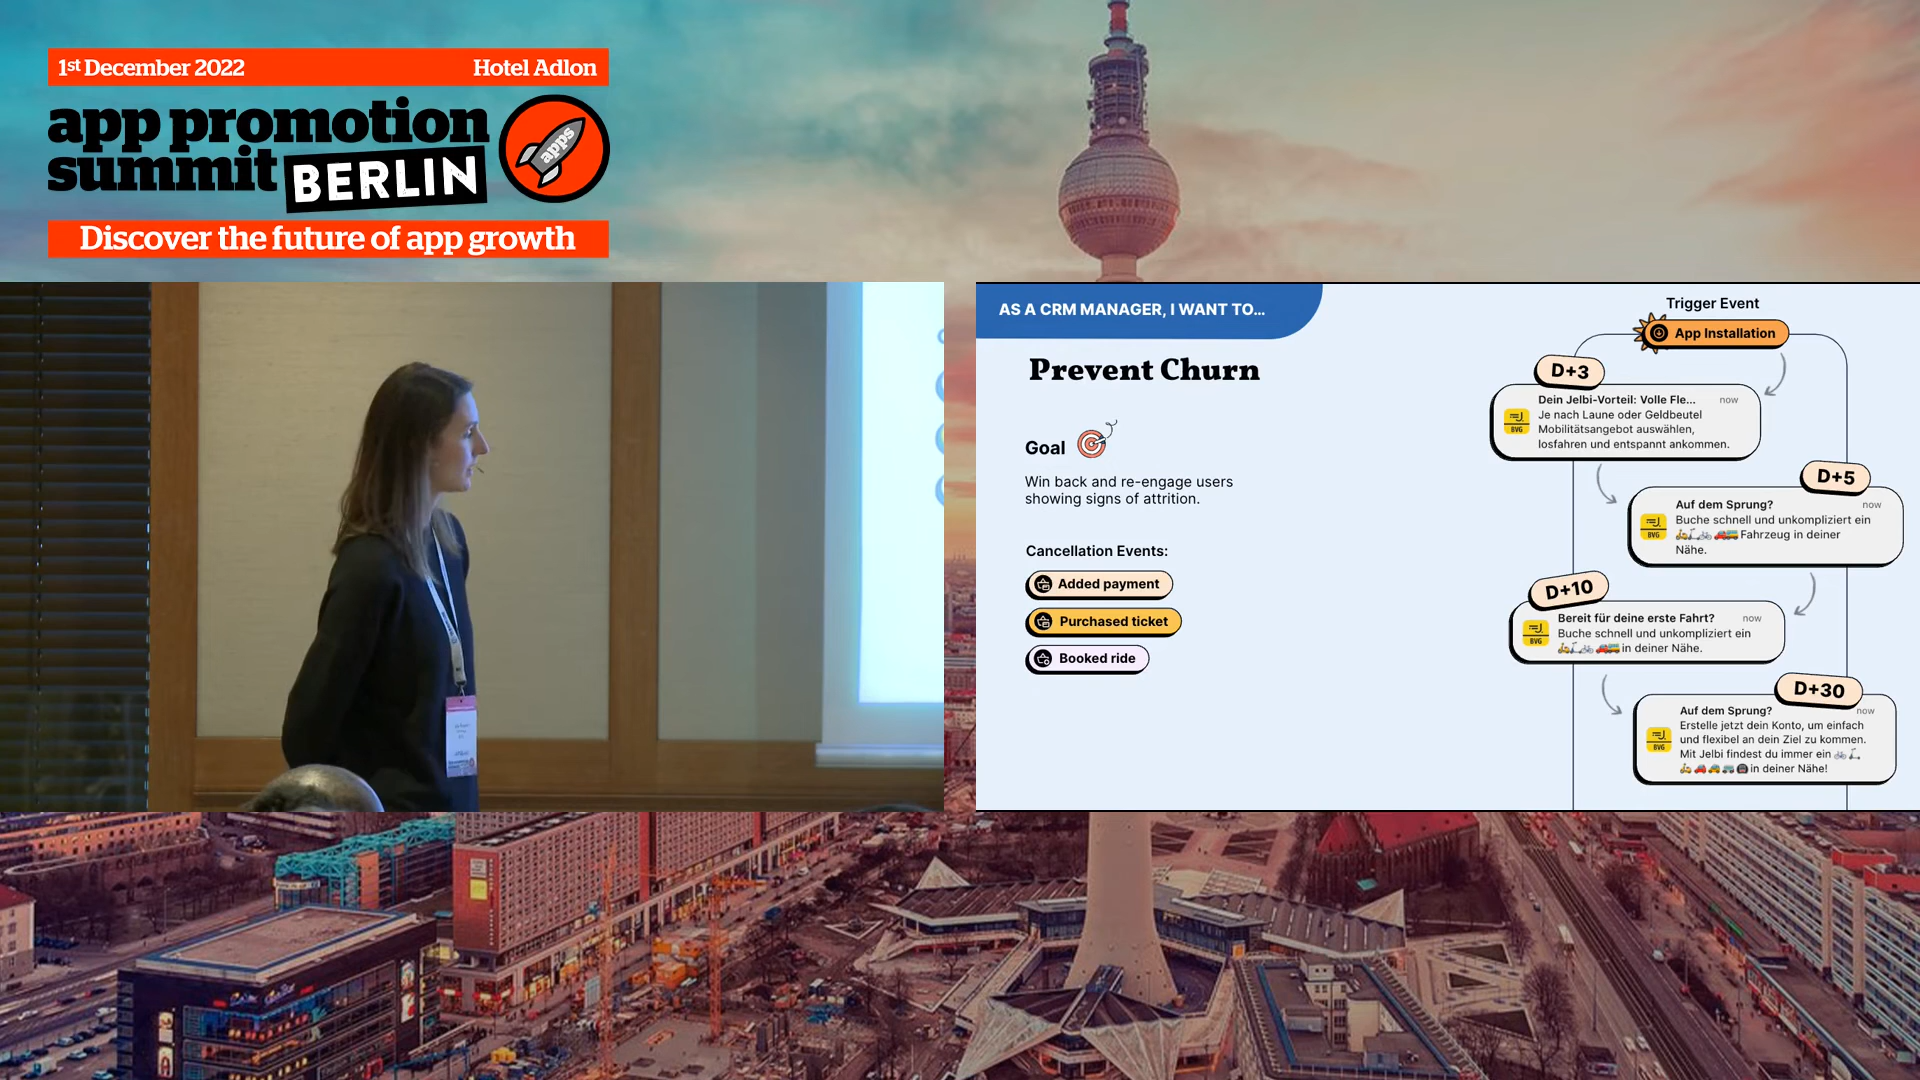 1st December 2022
Hotel Adlon
app promotion
summit BERLIN
apps
Discover the future of app growth
AS A CRM MANAGER, I WANT TO...
Prevent Churn
Goal
Win back and re-engage users
showing signs of attrition.
Cancellation Events:
Added payment
Purchased ticket
Booked ride
Trigger Event
App Installation
D+3
Dein Jelbi-Vorteil: Volle Fle... now
Je nach Laune oder Geldbeutel
Mobilitätsangebot auswählen,
losfahren und entspannt ankommen.
BVG
D+5
Auf dem Sprung? now
Buche schnell und unkompliziert ein
🛵🛴🚲 🚗🚌 Fahrzeug in deiner
Nähe.
BVG
D+10
Bereit für deine erste Fahrt? now
Buche schnell und unkompliziert ein
🛵🛴🚲 🚗🚌 in deiner Nähe.
BVG
D+30
Auf dem Sprung? now
Erstelle jetzt dein Konto, um einfach
und flexibel an dein Ziel zu kommen.
Mit Jelbi findest du immer ein 🚲 🛴
🛵 🚗 🚕 🚌 🚇 in deiner Nähe!
BVG